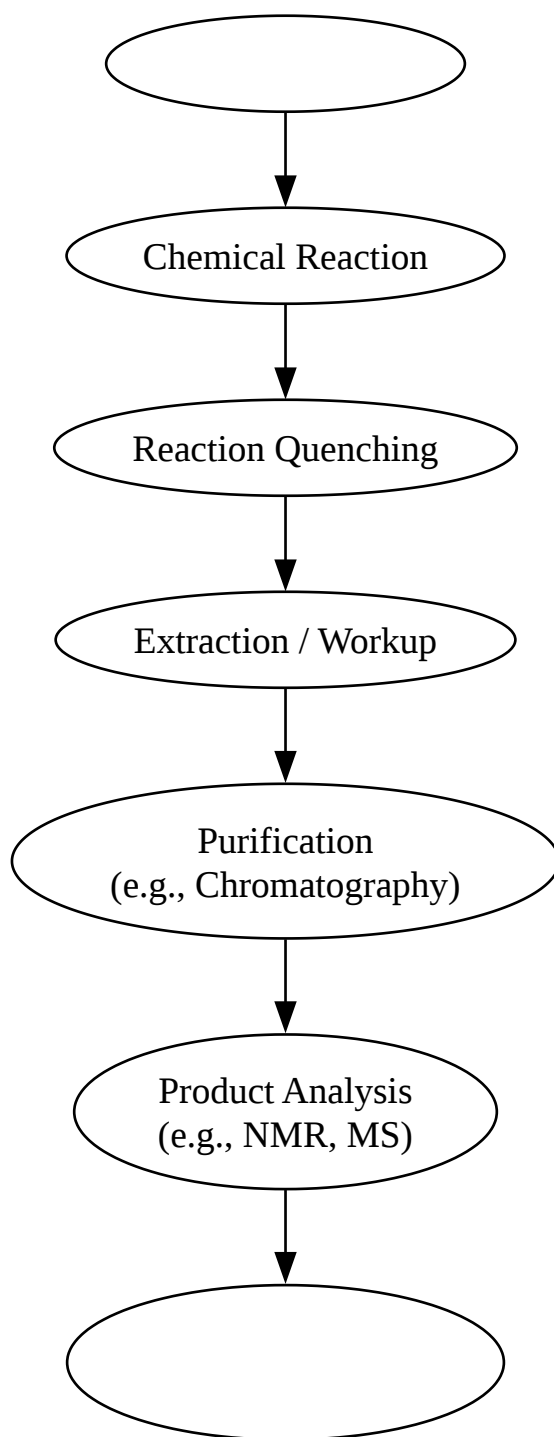 Chemical Reaction
Reaction Quenching
Extraction / Workup
Purification
(e.g., Chromatography)
Product Analysis
(e.g., NMR, MS)